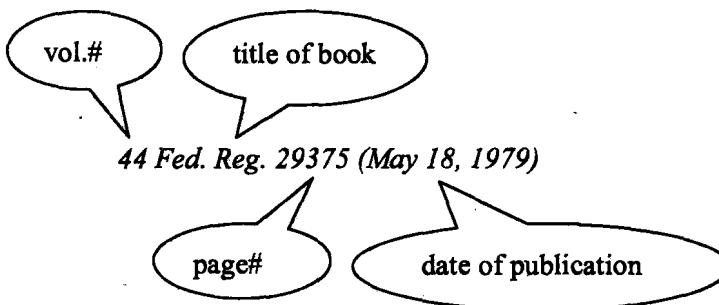 vol.# title of book
44 Fed. Reg. 29375 (May 18, 1979)
page# date of publication